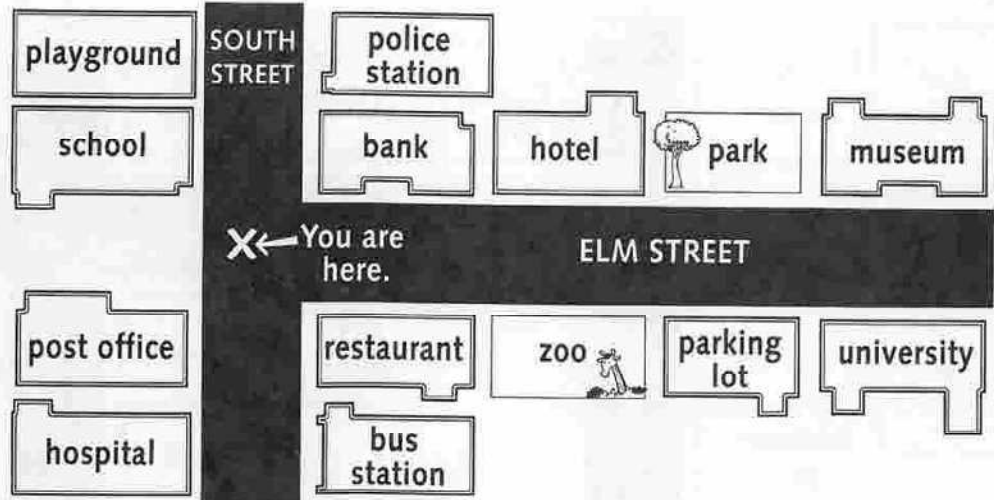 playground
SOUTH
STREET
police
station
school
bank
hotel
park
museum
X
You are
here.
ELM STREET
post office
restaurant
zoo
parking
lot
university
hospital
bus
station